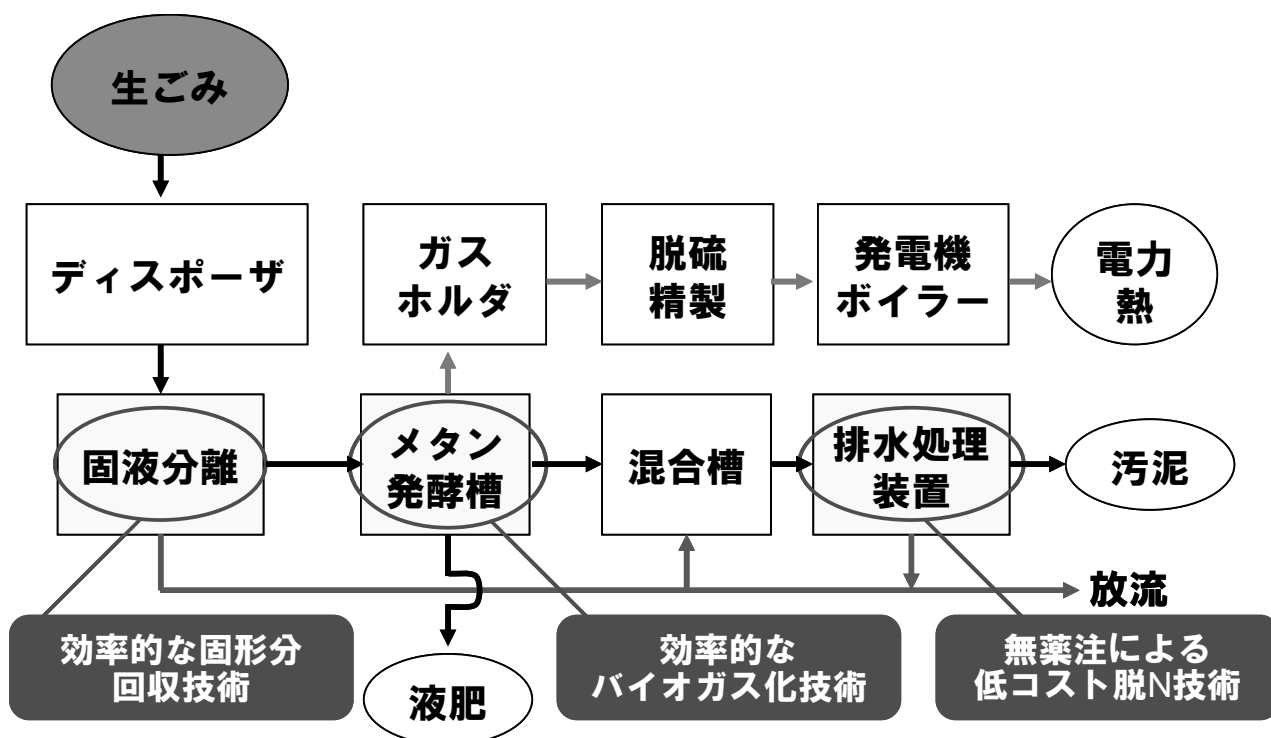 生ごみ
ディスポーザ
ガス
ホルダ
脱硫
精製
発電機
ボイラー
電力
熱
固液分離
メタン
発酵槽
混合槽
排水処理
装置
汚泥
放流
効率的な固形分
回収技術
液肥
効率的な
バイオガス化技術
無薬注による
低コスト脱N技術